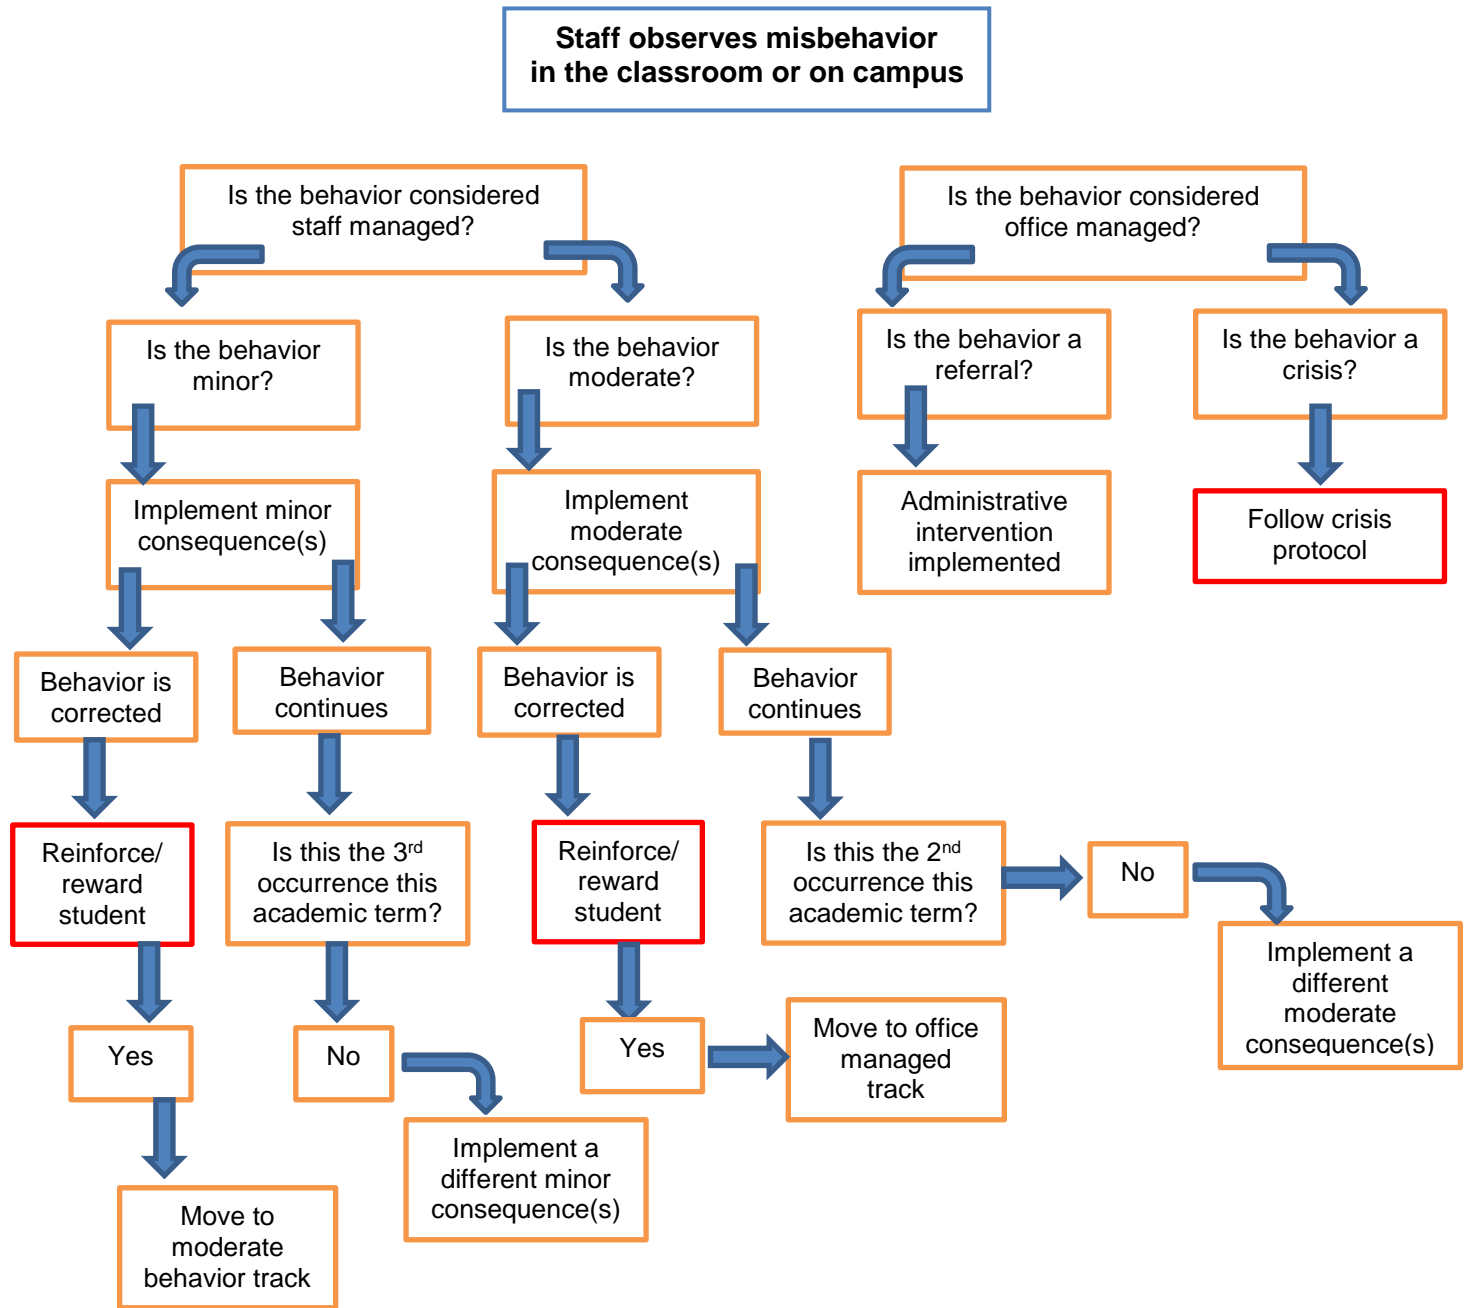 Staff observes misbehavior
in the classroom or on campus
Is the behavior considered
staff managed?
Is the behavior considered
office managed?
Is the behavior
minor?
Is the behavior
moderate?
Is the behavior a
referral?
Is the behavior a
crisis?
Implement minor
consequence(s)
Implement
moderate
consequence(s)
Administrative
intervention
implemented
Follow crisis
protocol
Behavior is
corrected
Behavior
continues
Behavior is
corrected
Behavior
continues
Reinforce/
reward
student
Is this the 3rd
occurrence this
academic term?
Reinforce/
reward
student
Is this the 2nd
occurrence this
academic term?
No
Implement a
different
moderate
consequence(s)
Yes
No
Yes
Move to office
managed
track
Implement a
different minor
consequence(s)
Move to
moderate
behavior track